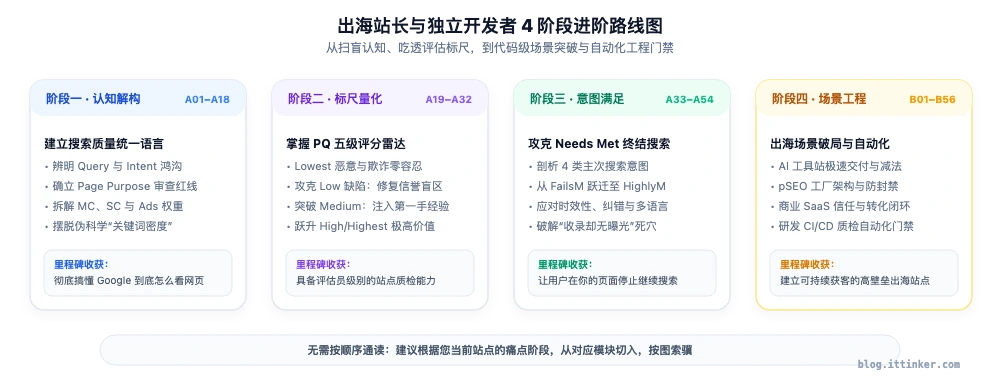 出海站长与独立开发者 4 阶段进阶路线图
从扫盲认知、吃透评估标尺，到代码级场景突破与自动化工程门禁
阶段一 · 认知解构
A01–A18
建立搜索质量统一语言
· 辨明 Query 与 Intent 鸿沟
· 确立 Page Purpose 审查红线
· 拆解 MC、SC 与 Ads 权重
· 摆脱伪科学“关键词密度”
里程碑收获：
彻底搞懂 Google 到底怎么看网页
阶段二 · 标尺量化
A19–A32
掌握 PQ 五级评分雷达
· Lowest 恶意与欺诈零容忍
· 攻克 Low 缺陷：修复信誉盲区
· 突破 Medium：注入第一手经验
· 跃升 High/Highest 极高价值
里程碑收获：
具备评估员级别的站点质检能力
阶段三 · 意图满足
A33–A54
攻克 Needs Met 终结搜索
· 剖析 4 类主次搜索意图
· 从 FailsM 跃迁至 HighlyM
· 应对时效性、纠错与多语言
· 破解“收录却无曝光”死穴
里程碑收获：
让用户在你的页面停止继续搜索
阶段四 · 场景工程
B01–B56
出海场景破局与自动化
· AI 工具站极速交付与减法
· pSEO 工厂架构与防封禁
· 商业 SaaS 信任与转化闭环
· 研发 CI/CD 质检自动化门禁
里程碑收获：
建立可持续获客的高壁垒出海站点
无需按顺序通读：建议根据您当前站点的痛点阶段，从对应模块切入，按图索骥
blog.ittinker.com